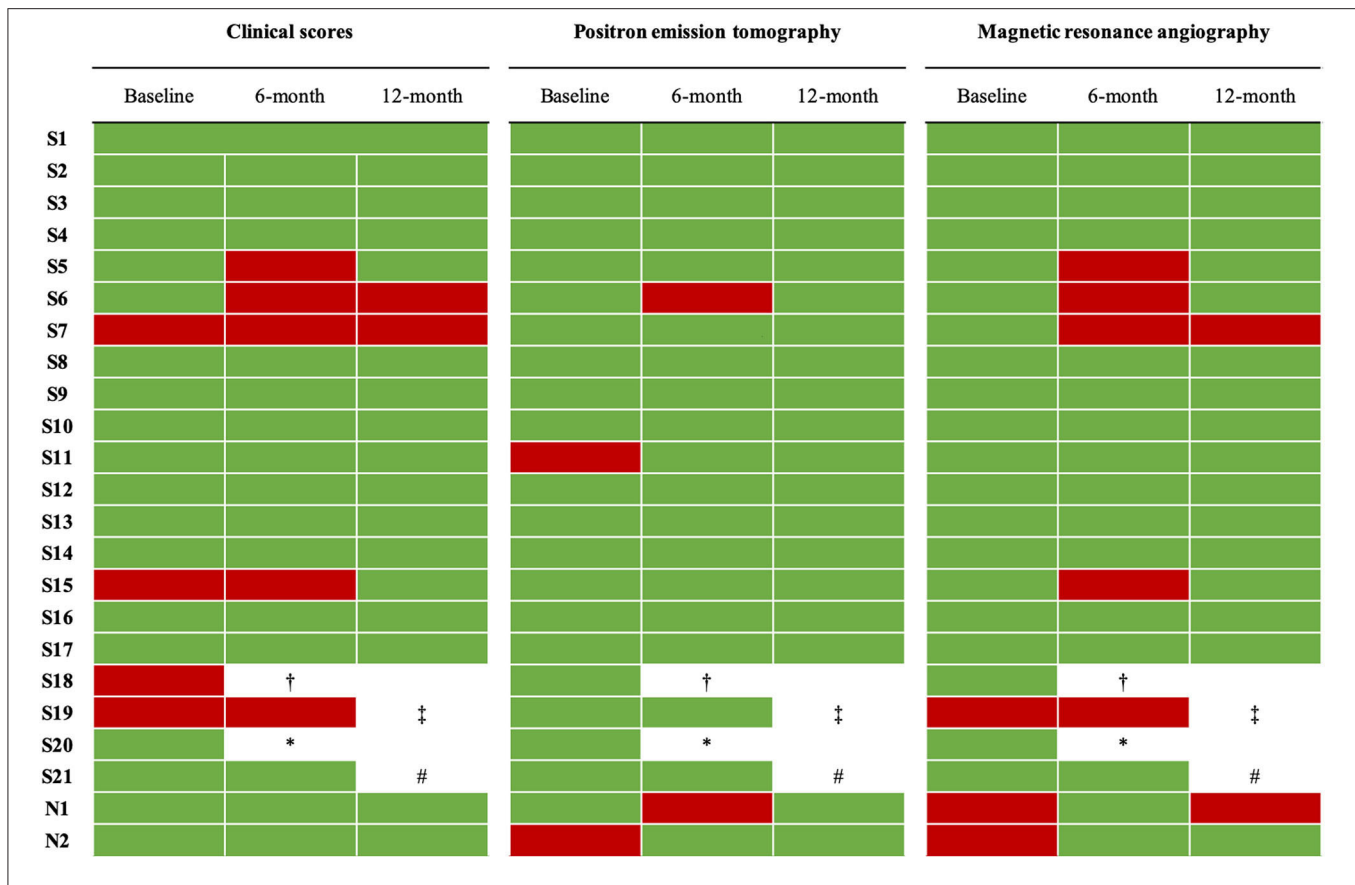 Clinical scores Positron emission tomography Magnetic resonance angiography
Baseline 6-month 12-month Baseline 6-month 12-month Baseline 6-month 12-month
S1
S2
S3
S4
S5
S6
S7
S8
S9
S10
S11
S12
S13
S14
S15
S16
S17
S18 † † †
S19 ‡ ‡ ‡
S20 * * *
S21 # # #
N1
N2